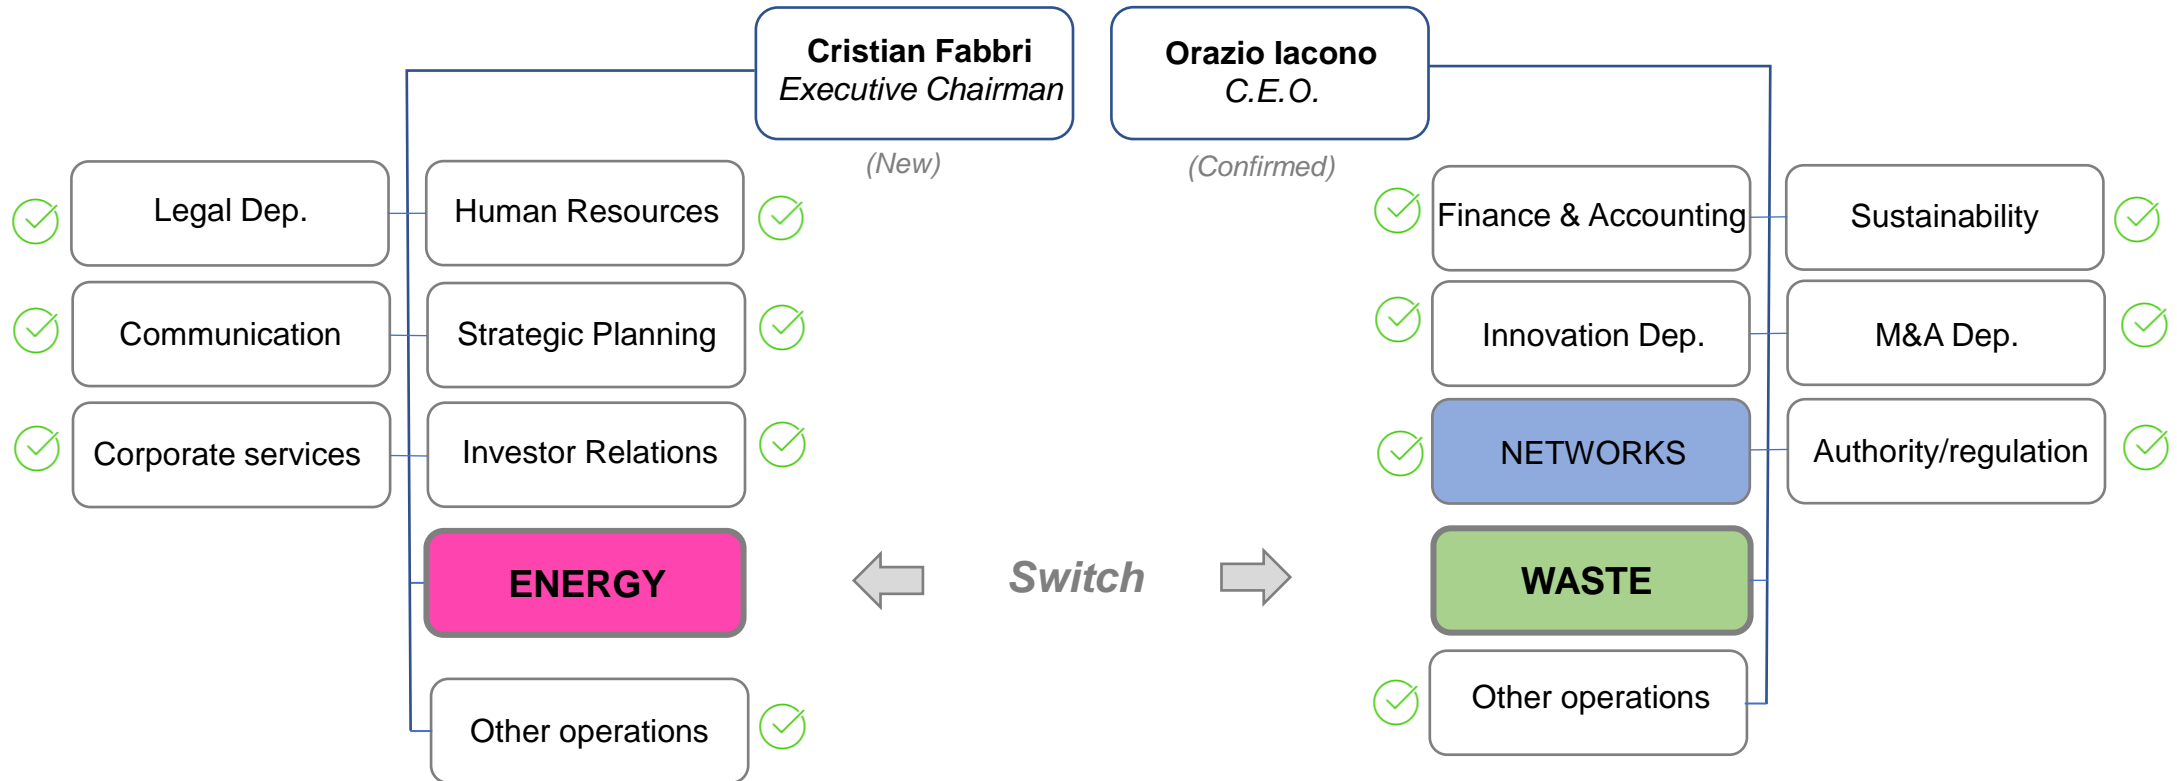 Cristian Fabbri
Executive Chairman
(New)
Orazio Iacono
C.E.O.
(Confirmed)
Legal Dep.
Human Resources
Communication
Strategic Planning
Corporate services
Investor Relations
ENERGY
Other operations
Switch
Finance & Accounting
Sustainability
Innovation Dep.
M&A Dep.
NETWORKS
Authority/regulation
WASTE
Other operations